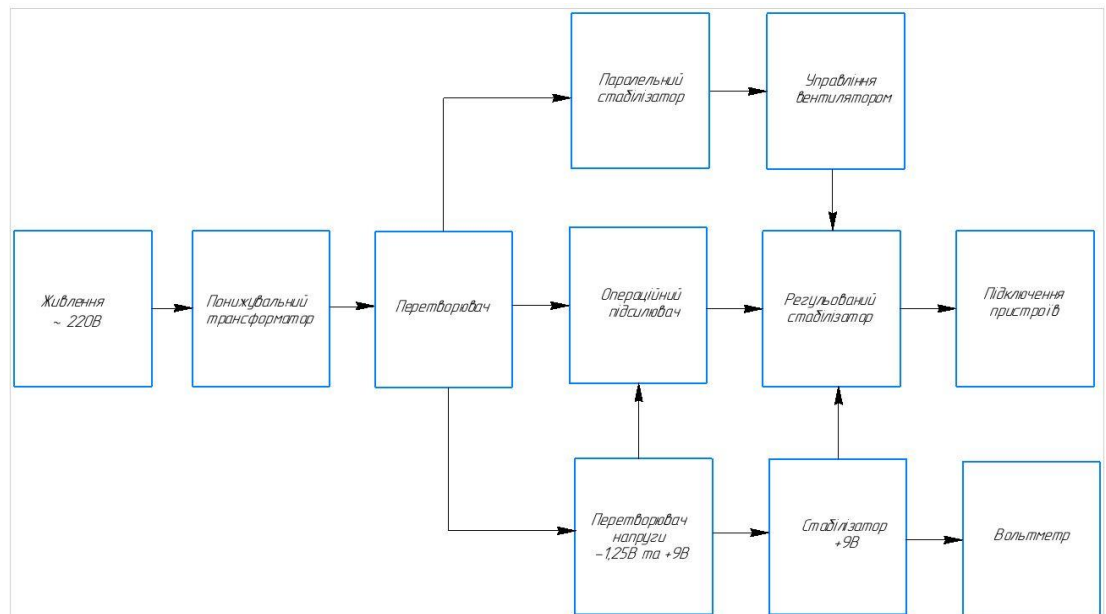 Паралельний
стабілізатор
Управління
вентилятором
Живлення
~ 220В
Понижувальний
трансформатор
Перетворювач
Операційний
підсилювач
Регульований
стабілізатор
Підключення
пристроїв
Перетворювач
напруги
-1,25В та +9В
Стабілізатор
+9В
Вольтметр